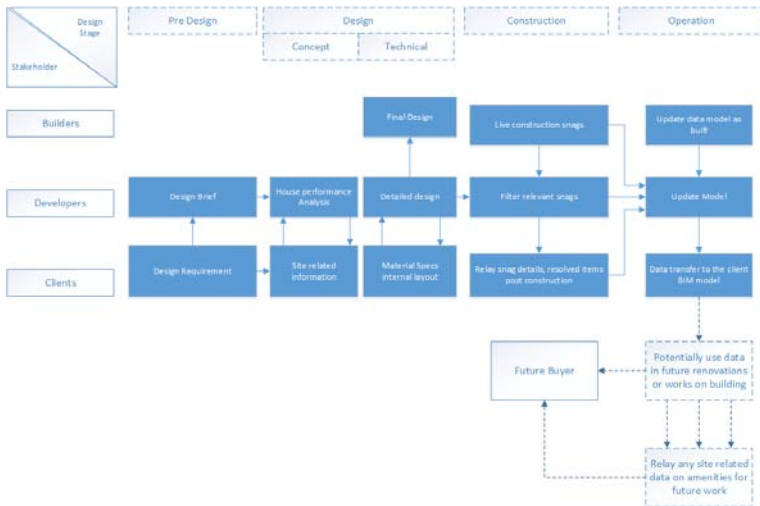 Design
Stage
Stakeholder
Pre Design
Design
Construction
Operation
Concept
Technical
Builders
Final Design
Live construction snags
Update data model as
built
Developers
Design Brief
House performance
Analysis
Detailed design
Filter relevant snags
Update Model
Clients
Design Requirement
Site related
information
Material Specs
internal layout
Relay snag details, resolved items
post construction
Data transfer to the client
BIM model
Future Buyer
Potentially use data
in future renovations
or works on building
Relay any site related
data on amenities for
future work